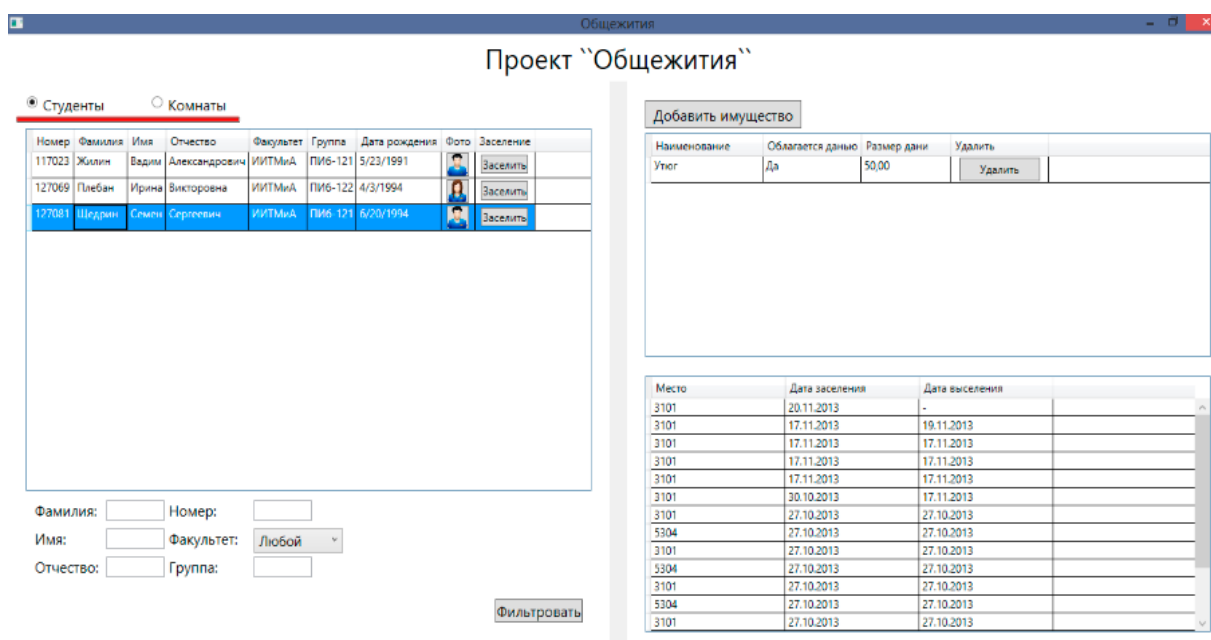 Общежития
Проект ``Общежития``
Студенты Комнаты
Номер Фамилия Имя Отчество Факультет Группа Дата рождения Фото Заселение
117023 Жилин Вадим Александрович ИИТМиА ПИб-121 5/23/1991 Заселить
127069 Плебан Ирина Викторовна ИИТМиА ПИб-122 4/3/1994 Заселить
127081 Щедрин Семен Сергеевич ИИТМиА ПИб-121 6/20/1994 Заселить
Фамилия: Номер:
Имя: Факультет: Любой
Отчество: Группа:
Фильтровать
Добавить имущество
Наименование Облагается данью Размер дани Удалить
Утюг Да 50,00 Удалить
Место Дата заселения Дата выселения
3101 20.11.2013 -
3101 17.11.2013 19.11.2013
3101 17.11.2013 17.11.2013
3101 17.11.2013 17.11.2013
3101 17.11.2013 17.11.2013
3101 30.10.2013 17.11.2013
3101 27.10.2013 27.10.2013
5304 27.10.2013 27.10.2013
3101 27.10.2013 27.10.2013
5304 27.10.2013 27.10.2013
3101 27.10.2013 27.10.2013
5304 27.10.2013 27.10.2013
3101 27.10.2013 27.10.2013